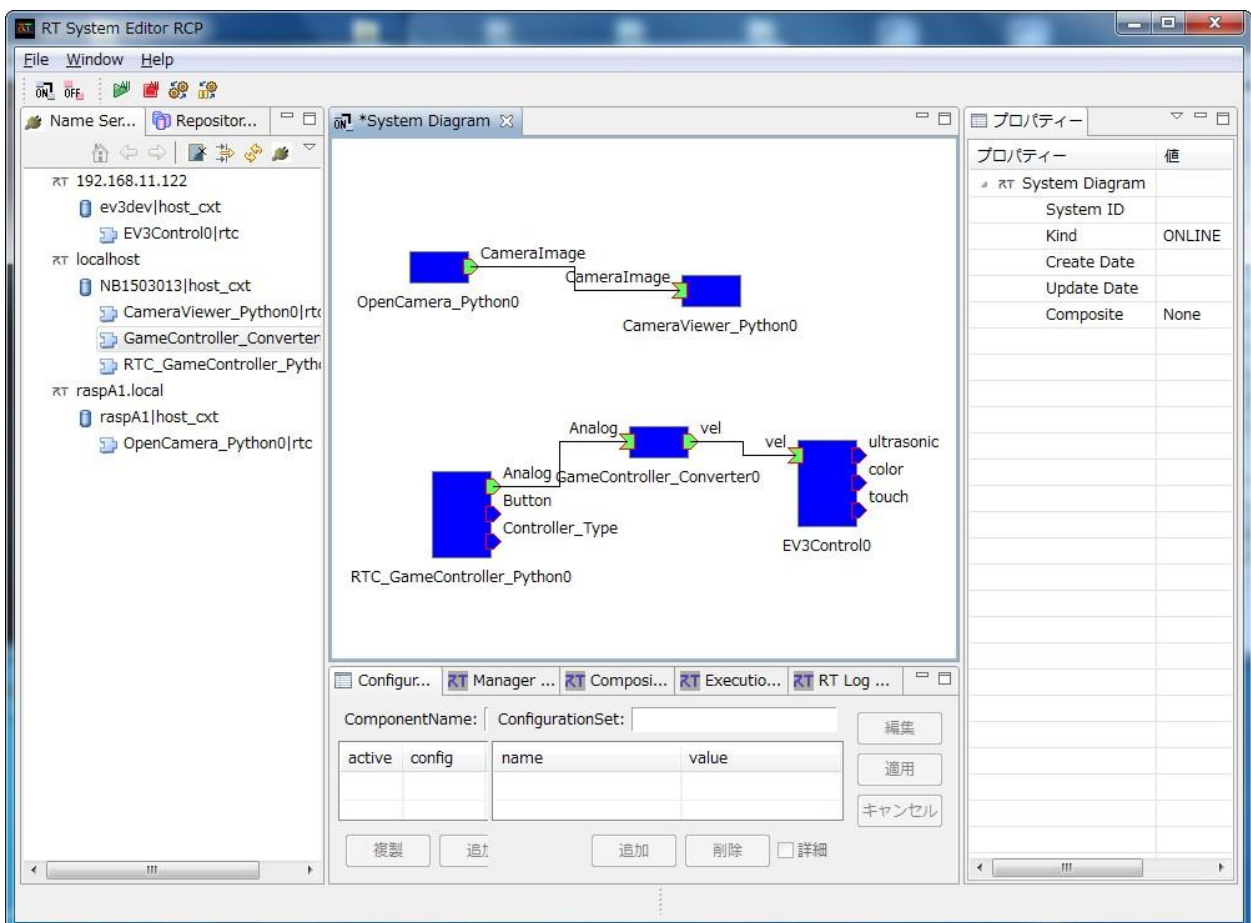 RT System Editor RCP
File Window Help
ON OFF
Name Ser... Repositor...
RT 192.168.11.122
ev3dev|host_cxt
EV3Control0|rtc
RT localhost
NB1503013|host_cxt
CameraViewer_Python0|rtc
GameController_Converter
RTC_GameController_Pytho
RT raspA1.local
raspA1|host_cxt
OpenCamera_Python0|rtc
ON *System Diagram
CameraImage
CameraImage
OpenCamera_Python0
CameraViewer_Python0
Analog vel
vel ultrasonic
color
touch
Analog GameController_Converter0
Button
Controller_Type
EV3Control0
RTC_GameController_Python0
Configur... RT Manager ... RT Composi... RT Executio... RT RT Log ...
ComponentName: ConfigurationSet:
active config name value
編集
適用
キャンセル
複製 追加 追加 削除 詳細
プロパティー
プロパティー 値
RT System Diagram
System ID
Kind ONLINE
Create Date
Update Date
Composite None